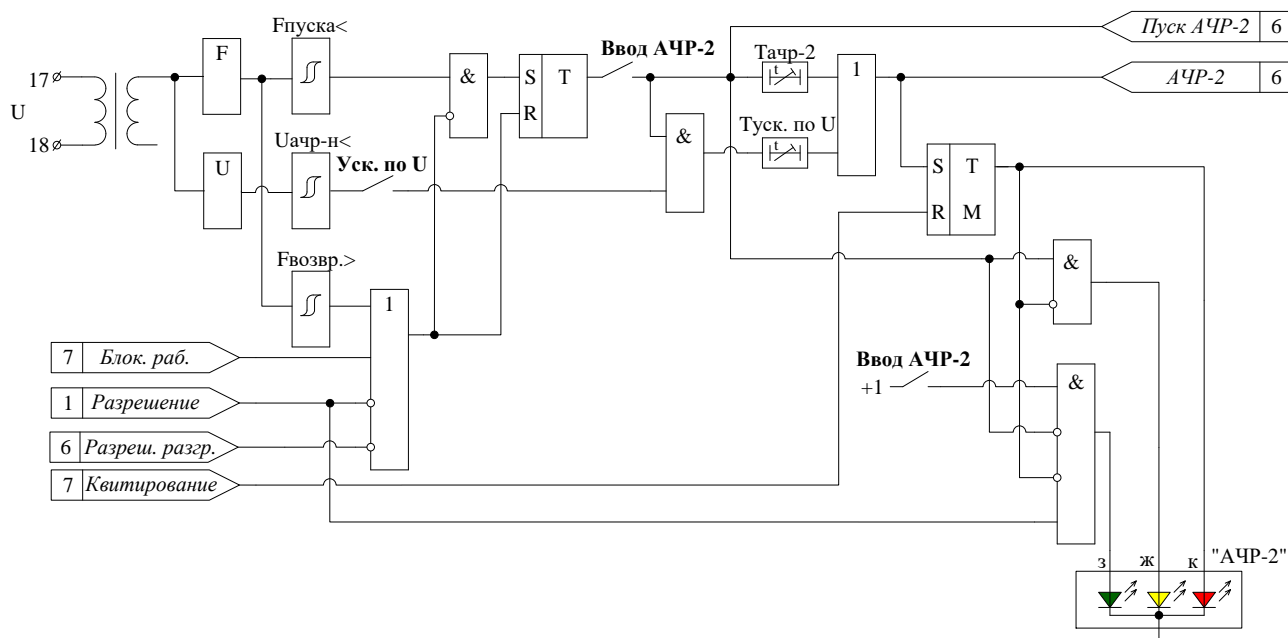 Fпуска<
Пуск АЧР-2 6
F
Ввод АЧР-2
Тачр-2
17
&
S T
1
АЧР-2 6
U
R
18
Uачр-н<
Туск. по U
t
t
U
Уск. по U
&
S T
R M
Fвозвр.>
&
1
7 Блок. раб.
Ввод АЧР-2
+1
&
1 Разрешение
6 Разреш. разгр.
7 Квитирование
з ж к "АЧР-2"